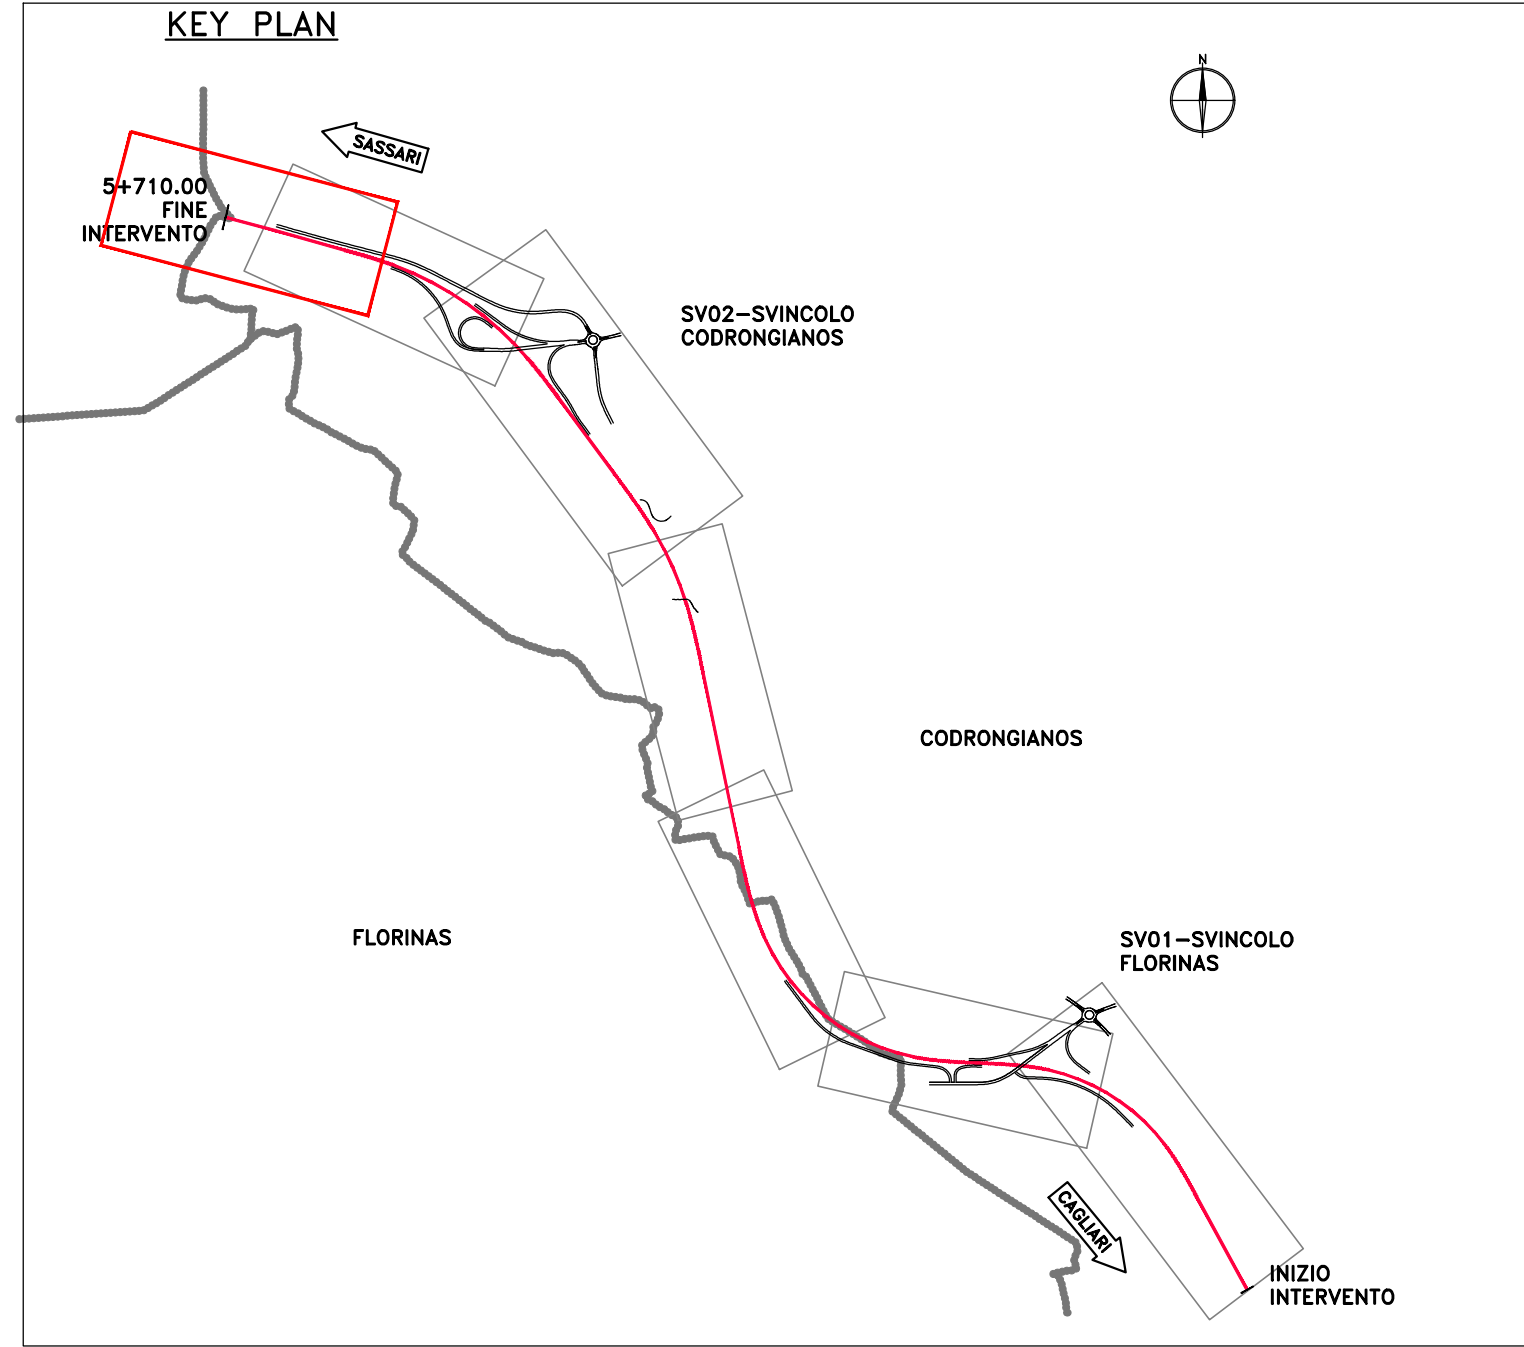 KEY PLAN
N
SASSARI
5+710.00
FINE
INTERVENTO
SV02-SVINCOLO
CODRONGIANOS
CODRONGIANOS
FLORINAS
SV01-SVINCOLO
FLORINAS
CAGLIARI
INIZIO
INTERVENTO